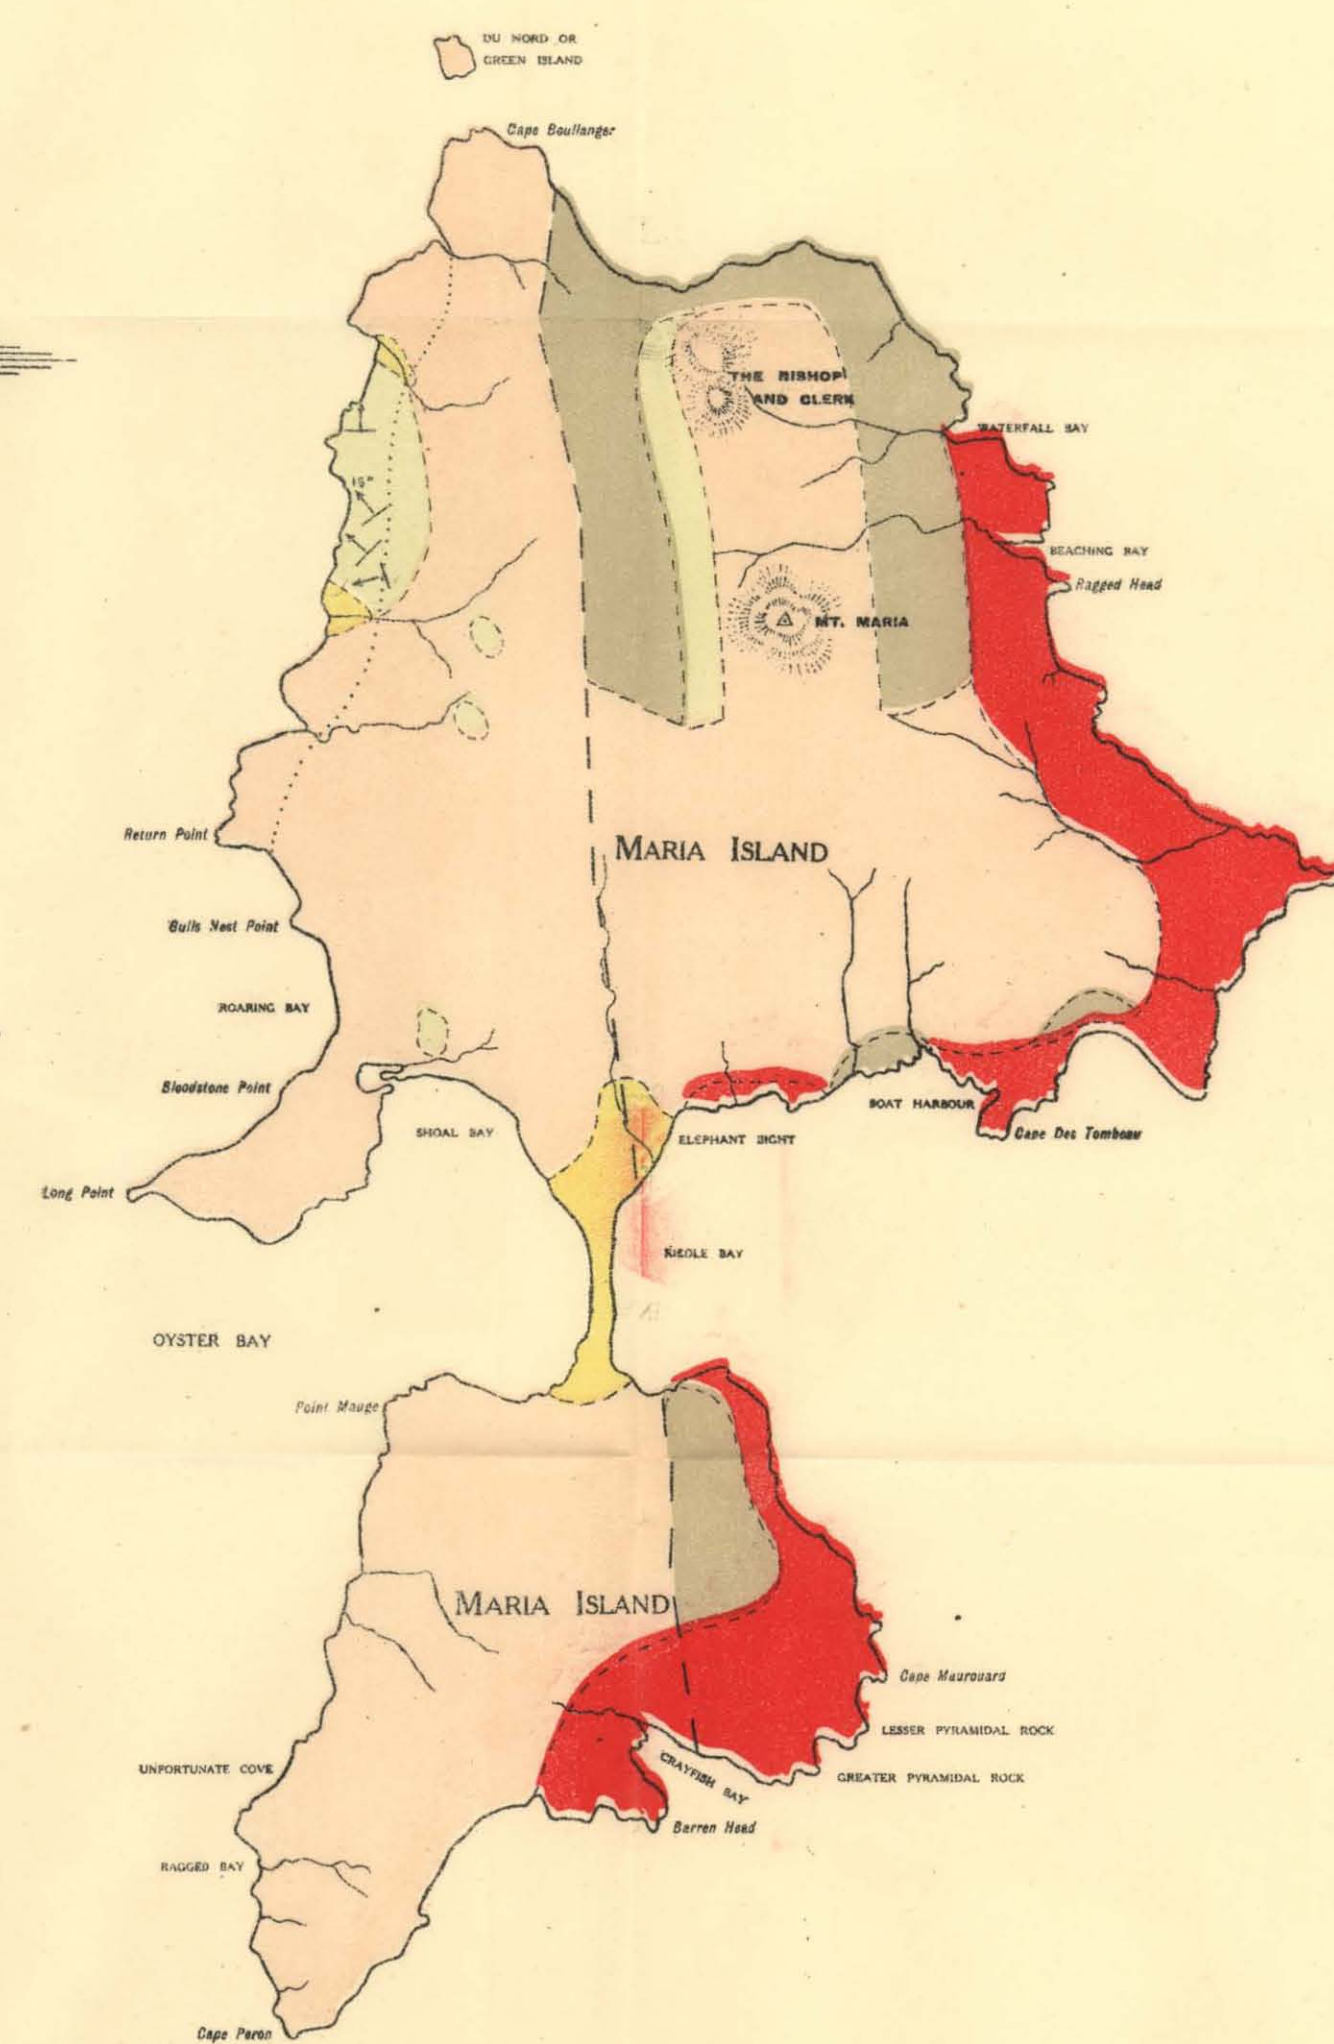 DU NORD OR
GREEN ISLAND
Cape Boullanger
THE BISHOP
AND CLERK
WATERFALL BAY
15°
BEACHING BAY
Ragged Head
MT. MARIA
Return Point
MARIA ISLAND
Gulls Nest Point
ROARING BAY
Bloodstone Point
BOAT HARBOUR
SHOAL BAY
ELEPHANT BIGHT
Cape Des Tombeau
Long Point
RIEDLE BAY
OYSTER BAY
Point Mauge
MARIA ISLAND
Cape Maurouard
LESSER PYRAMIDAL ROCK
UNFORTUNATE COVE
CRAYFISH BAY
GREATER PYRAMIDAL ROCK
Barren Head
RAGGED BAY
Cape Peron